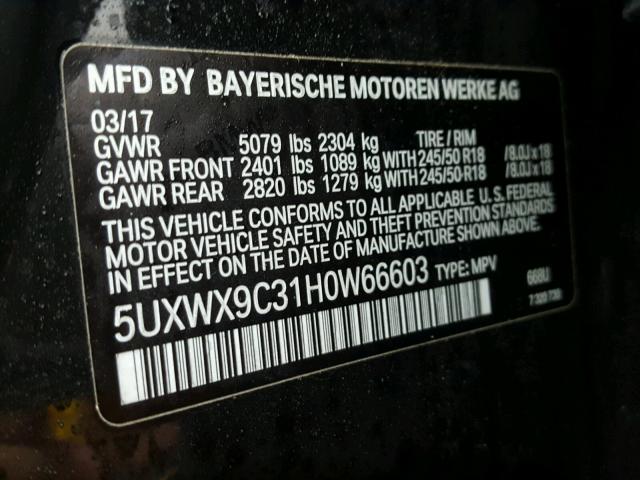 MFD BY BAYERISCHE MOTOREN WERKE AG
03/17
GVWR 5079 lbs 2304 kg TIRE / RIM
GAWR FRONT 2401 lbs 1089 kg WITH 245/50 R18 /8.0J x 18
GAWR REAR 2820 lbs 1279 kg WITH 245/50-R18 /8.0J x 18
THIS VEHICLE CONFORMS TO ALL APPLICABLE U.S. FEDERAL
MOTOR VEHICLE SAFETY AND THEFT PREVENTION STANDARDS
IN EFFECT ON THE DATE OF MANUFACTURE SHOWN ABOVE.
5UXWX9C31H0W66603 TYPE: MPV 668U